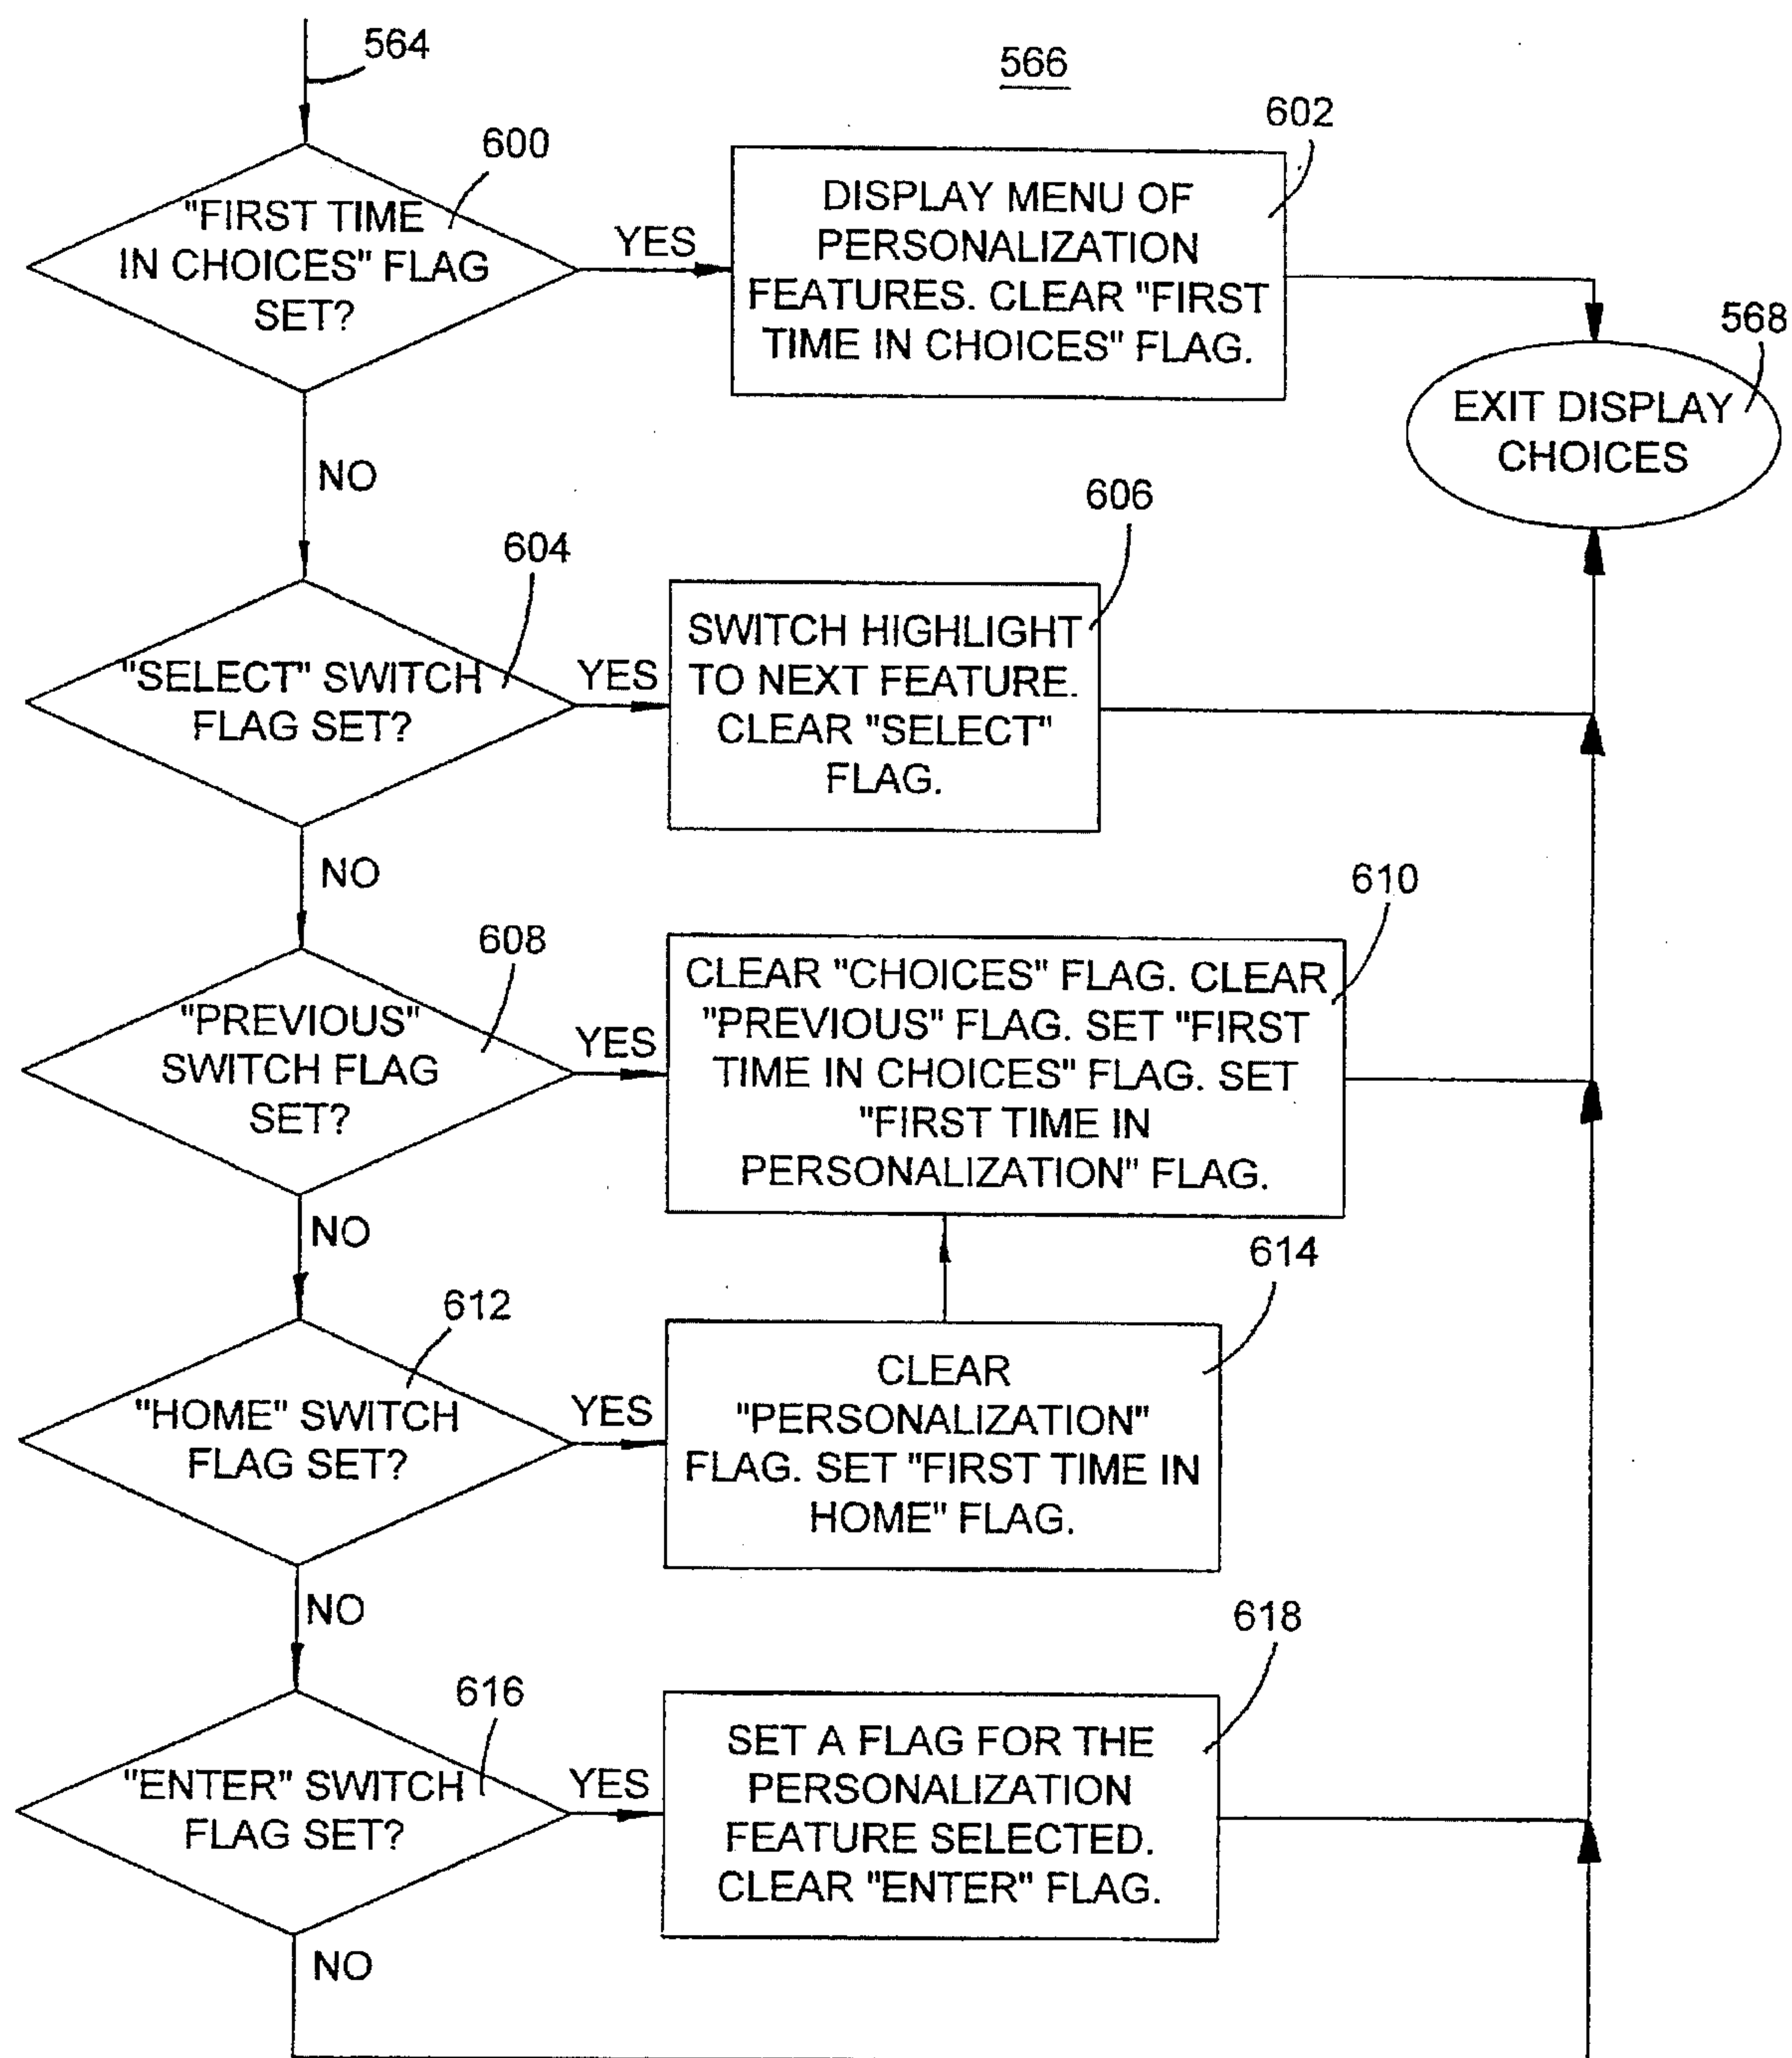 564
566
600
"FIRST TIME
IN CHOICES" FLAG
SET?
YES
602
DISPLAY MENU OF
PERSONALIZATION
FEATURES. CLEAR "FIRST
TIME IN CHOICES" FLAG.
568
EXIT DISPLAY
CHOICES
NO
604
"SELECT" SWITCH
FLAG SET?
YES
606
SWITCH HIGHLIGHT
TO NEXT FEATURE.
CLEAR "SELECT"
FLAG.
NO
608
"PREVIOUS"
SWITCH FLAG
SET?
YES
610
CLEAR "CHOICES" FLAG. CLEAR
"PREVIOUS" FLAG. SET "FIRST
TIME IN CHOICES" FLAG. SET
"FIRST TIME IN
PERSONALIZATION" FLAG.
NO
612
"HOME" SWITCH
FLAG SET?
YES
614
CLEAR
"PERSONALIZATION"
FLAG. SET "FIRST TIME IN
HOME" FLAG.
NO
616
"ENTER" SWITCH
FLAG SET?
YES
618
SET A FLAG FOR THE
PERSONALIZATION
FEATURE SELECTED.
CLEAR "ENTER" FLAG.
NO